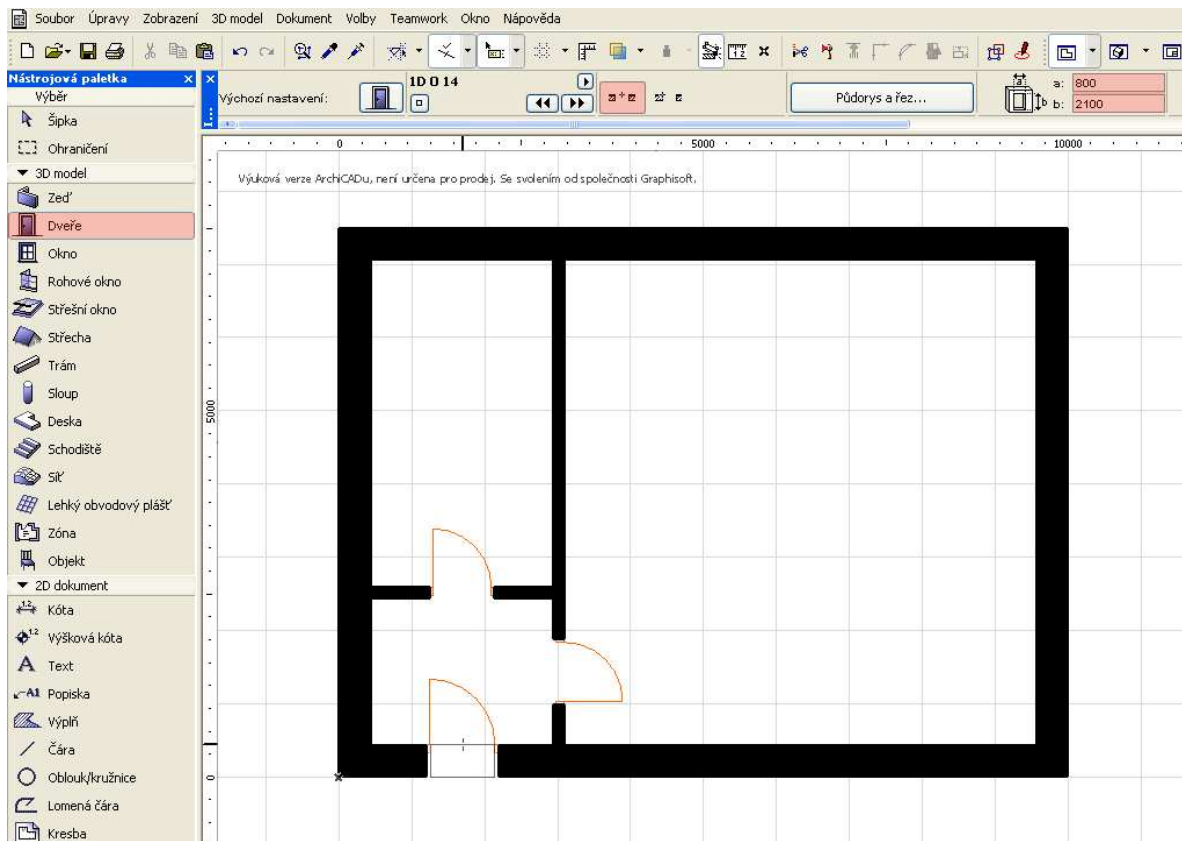 Soubor Úpravy Zobrazení 3D model Dokument Volby Teamwork Okno Nápověda
Nástrojová paletka
Výběr
Šipka
Ohraničení
3D model
Zeď
Dveře
Okno
Rohové okno
Střešní okno
Střecha
Trám
Sloup
Deska
Schodiště
Síť
Lehký obvodový plášť
Zóna
Objekt
2D dokument
Kóta
Výšková kóta
Text
A1 Popiska
Výplň
Čára
Oblouk/kružnice
Lomená čára
Kresba
Výchozí nastavení:
1D O 14
Půdorys a řez...
a: 800
b: 2100
0 5000 10000
Výuková verze ArchiCADu, není určena pro prodej. Se svolením od společnosti Graphisoft.
5000
0